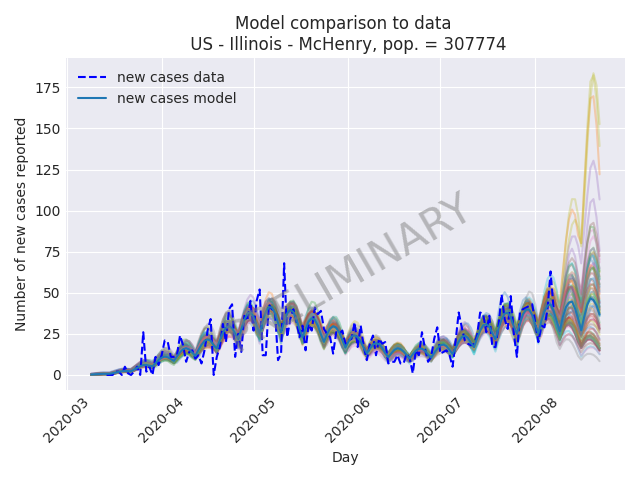 Model comparison to data
US - Illinois - McHenry, pop. = 307774
new cases data
new cases model
175
150
125
100
75
50
25
0
Number of new cases reported
LIMINARY
2020-03
2020-04
2020-05
2020-06
2020-07
2020-08
Day